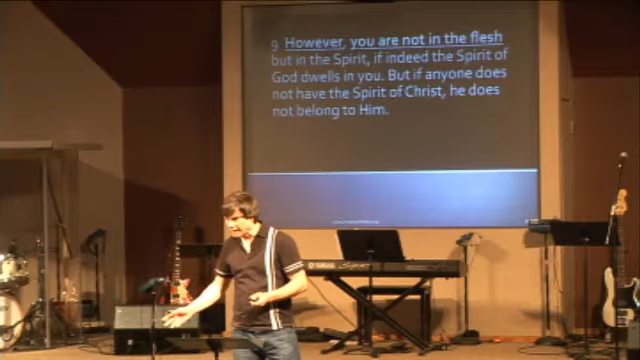 9 However, you are not in the flesh
but in the Spirit, if indeed the Spirit of
God dwells in you. But if anyone does
not have the Spirit of Christ, he does
not belong to Him.